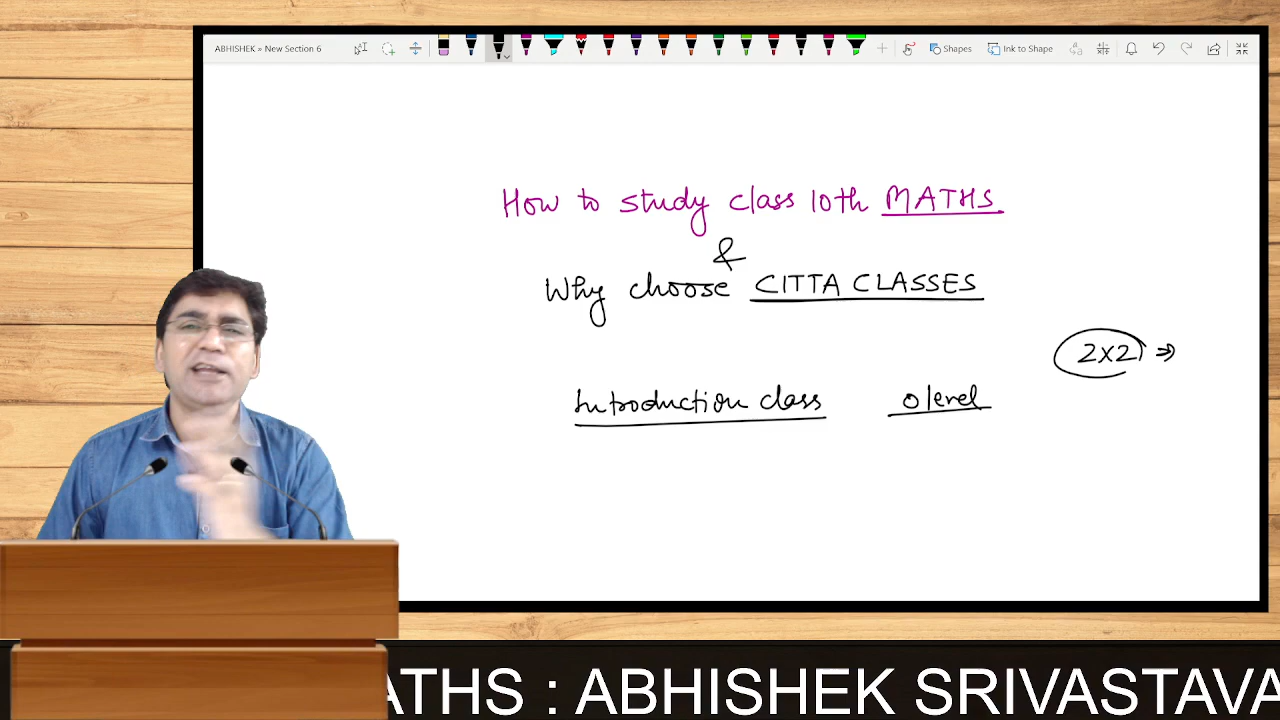 ABHISHEK » New Section 6
Shapes
Ink to Shape
How to study class 10th MATHS
&
Why choose CITTA CLASSES
2x2 ⇒
Introduction class
0 level
ATHS : ABHISHEK SRIVASTAVA